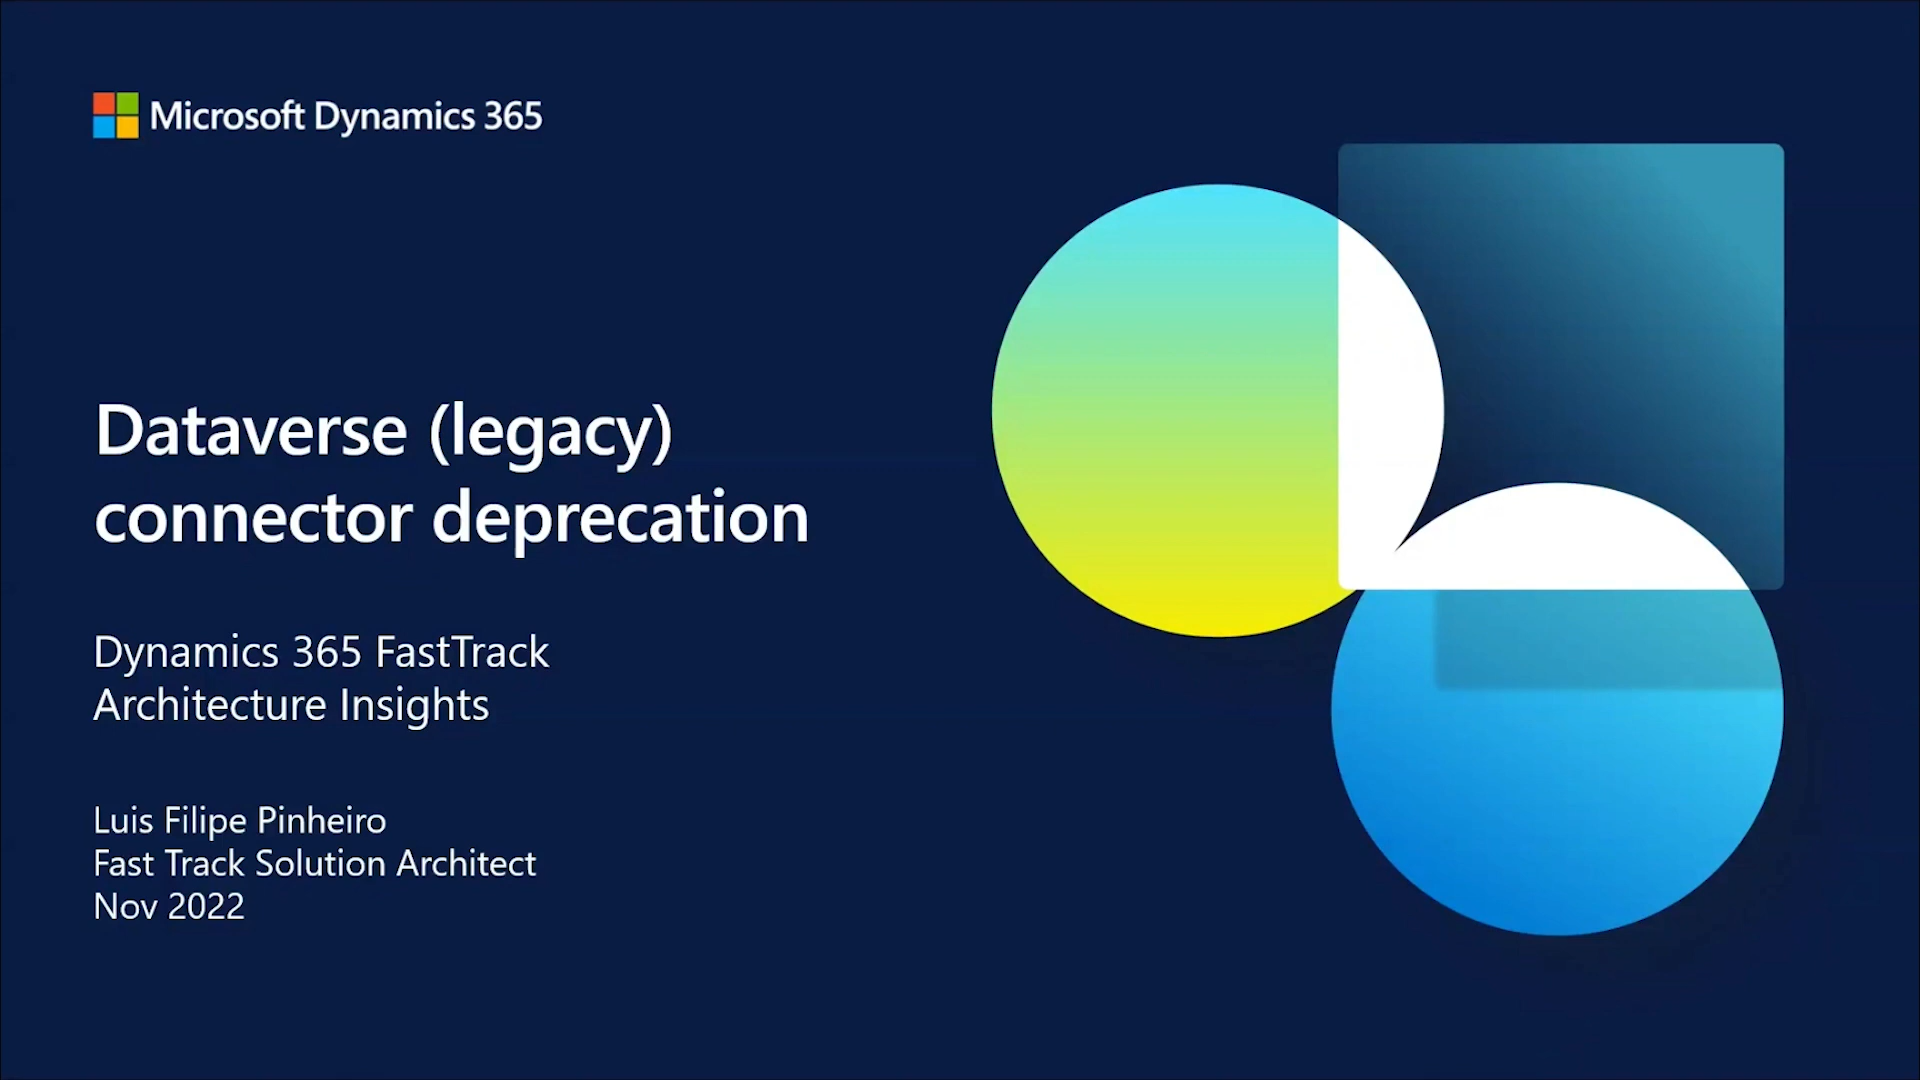 Microsoft Dynamics 365
Dataverse (legacy)
connector deprecation
Dynamics 365 FastTrack
Architecture Insights
Luis Filipe Pinheiro
Fast Track Solution Architect
Nov 2022